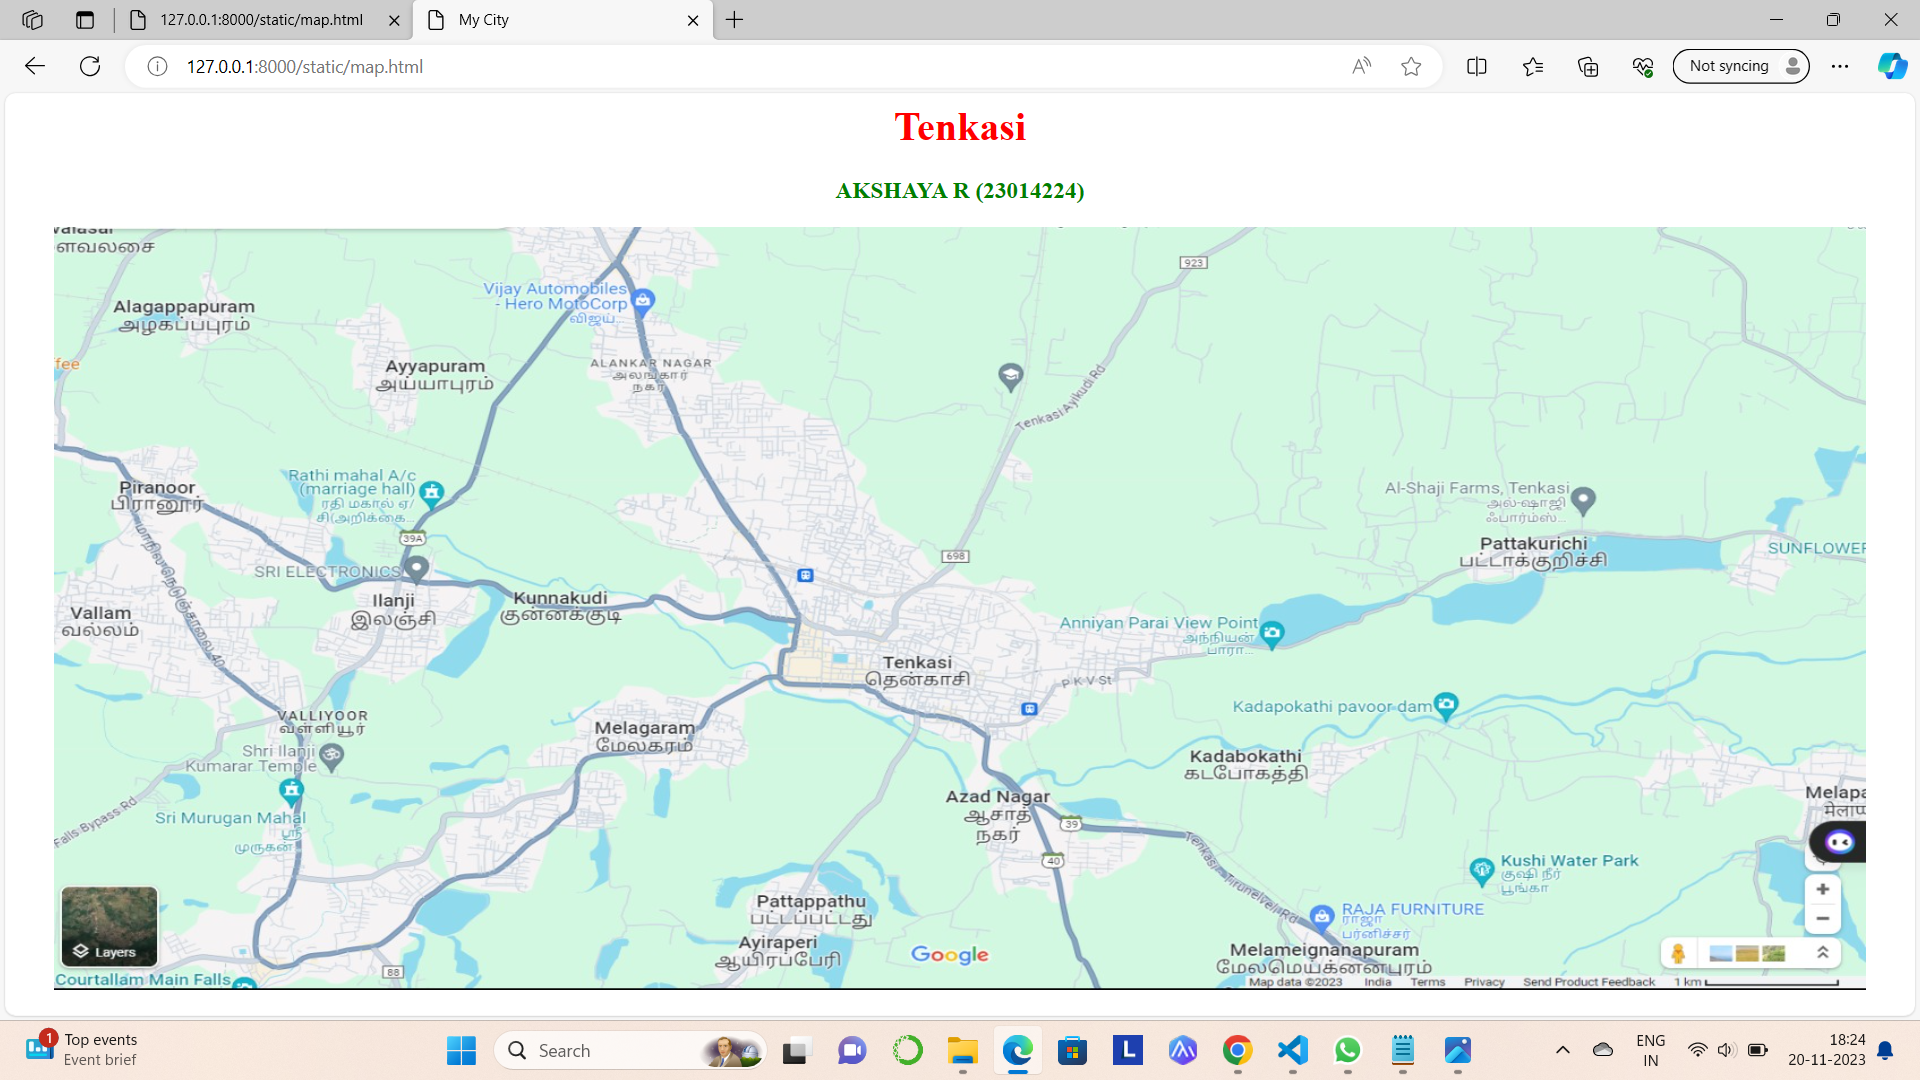 127.0.0.1:8000/static/map.html
My City
127.0.0.1:8000/static/map.html
Not syncing
Tenkasi
AKSHAYA R (23014224)
ளவலசை
923
Vijay Automobiles
- Hero MotoCorp
விஜய்
Alagappapuram
அழகப்பபுரம்
fee
Ayyapuram
அய்யாபுரம்
ALANKAR NAGAR
அலங்கார்
நகர்
Tenkasi Ayikudi Rd
Rathi mahal A/c
(marriage hall)
ரதி மகால் ஏ/
சி(அறிக்கை...
Piranoor
பிரானூர்
Al-Shaji Farms, Tenkasi
அல்-ஷாஜி
ஃபார்ம்ஸ்...
39A
698
Pattakurichi
பட்டாக்குறிச்சி
SUNFLOWER
SRI ELECTRONICS
மாநில நெடுஞ்சாலை 40
Ilanji
இலஞ்சி
Kunnakudi
குன்னக்குடி
Vallam
வல்லம்
Anniyan Parai View Point
அந்நியன்
பாரா...
Tenkasi
தென்காசி
P K V St
Kadapokathi pavoor dam
VALLIYOOR
வள்ளியூர்
Melagaram
மேலகரம்
Shri Ilanji
Kumarar Temple
Kadabokathi
கடபோகத்தி
Azad Nagar
ஆசாத்
நகர்
Melapa
Falls Bypass Rd
Sri Murugan Mahal
ஸ்ரீ
முருகன்
39
40
Tenkasi - Tirunelveli Rd
Kushi Water Park
குஷி நீர்
பூங்கா
Pattappathu
பட்டப்பட்டது
RAJA FURNITURE
ராஜா
பர்னிச்சர்
Layers
Ayiraperi
ஆயிரப்பேரி
Google
Melameignanapuram
மேலமெய்க்னனபுரம்
88
Courtallam Main Falls
Map data ©2023 India Terms Privacy Send Product Feedback 1 km
1
Top events
Event brief
Search
L
ENG
IN
18:24
20-11-2023